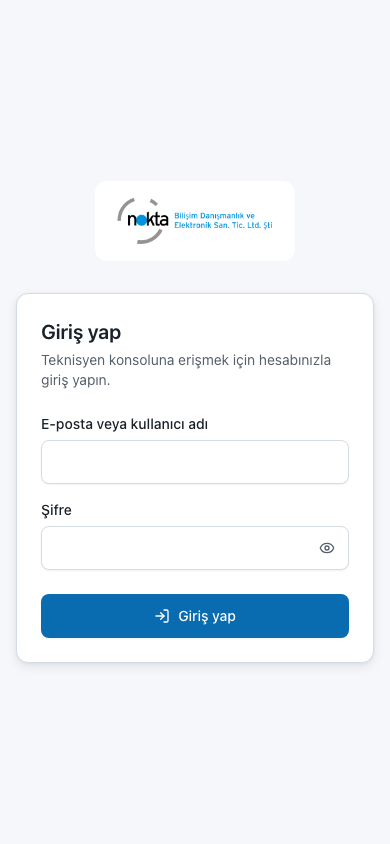 nokta
Bilişim Danışmanlık ve
Elektronik San. Tic. Ltd. Şti
Giriş yap
Teknisyen konsoluna erişmek için hesabınızla
giriş yapın.
E-posta veya kullanıcı adı
Şifre
Giriş yap